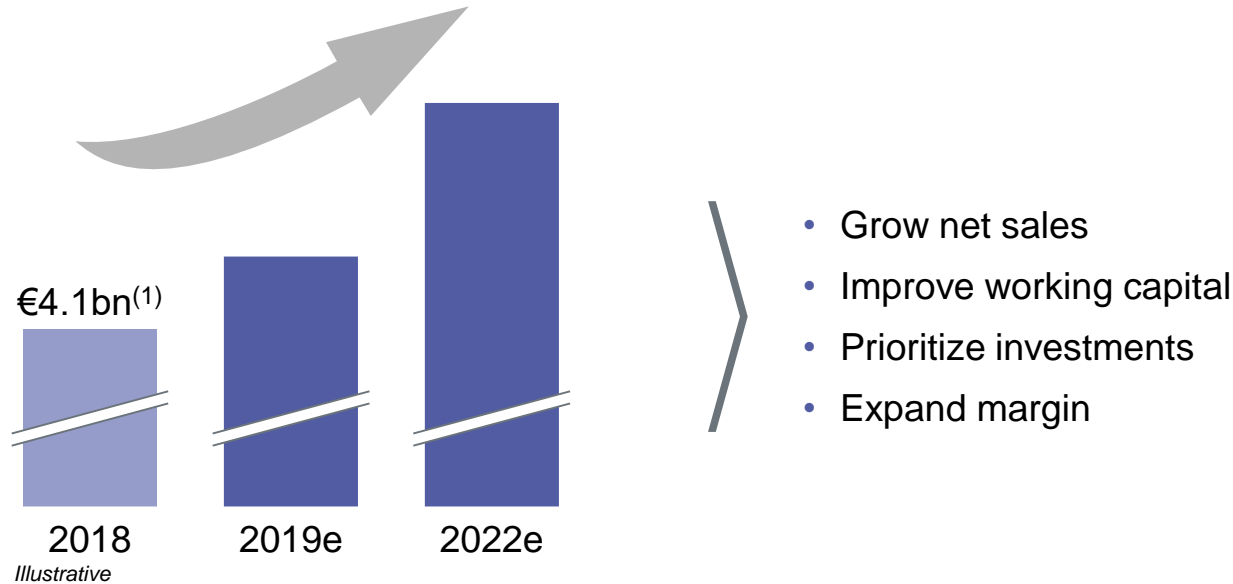 €4.1bn(1)
2018
2019e
2022e
Illustrative
• Grow net sales
• Improve working capital
• Prioritize investments
• Expand margin